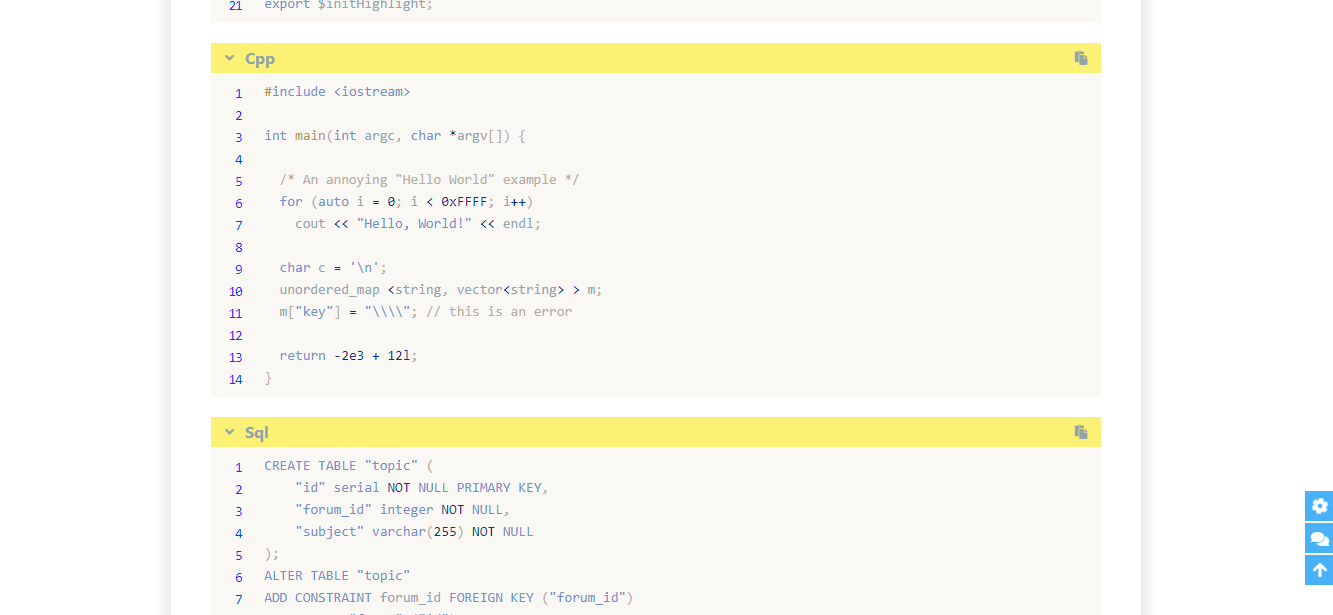 21 export $initHighlight;
Cpp
1 #include <iostream>
2
3 int main(int argc, char *argv[]) {
4
5 /* An annoying "Hello World" example */
6 for (auto i = 0; i < 0xFFFF; i++)
7 cout << "Hello, World!" << endl;
8
9 char c = '\n';
10 unordered_map <string, vector<string> > m;
11 m["key"] = "\\\\"; // this is an error
12
13 return -2e3 + 12l;
14 }
Sql
1 CREATE TABLE "topic" (
2 "id" serial NOT NULL PRIMARY KEY,
3 "forum_id" integer NOT NULL,
4 "subject" varchar(255) NOT NULL
5 );
6 ALTER TABLE "topic"
7 ADD CONSTRAINT forum_id FOREIGN KEY ("forum_id")